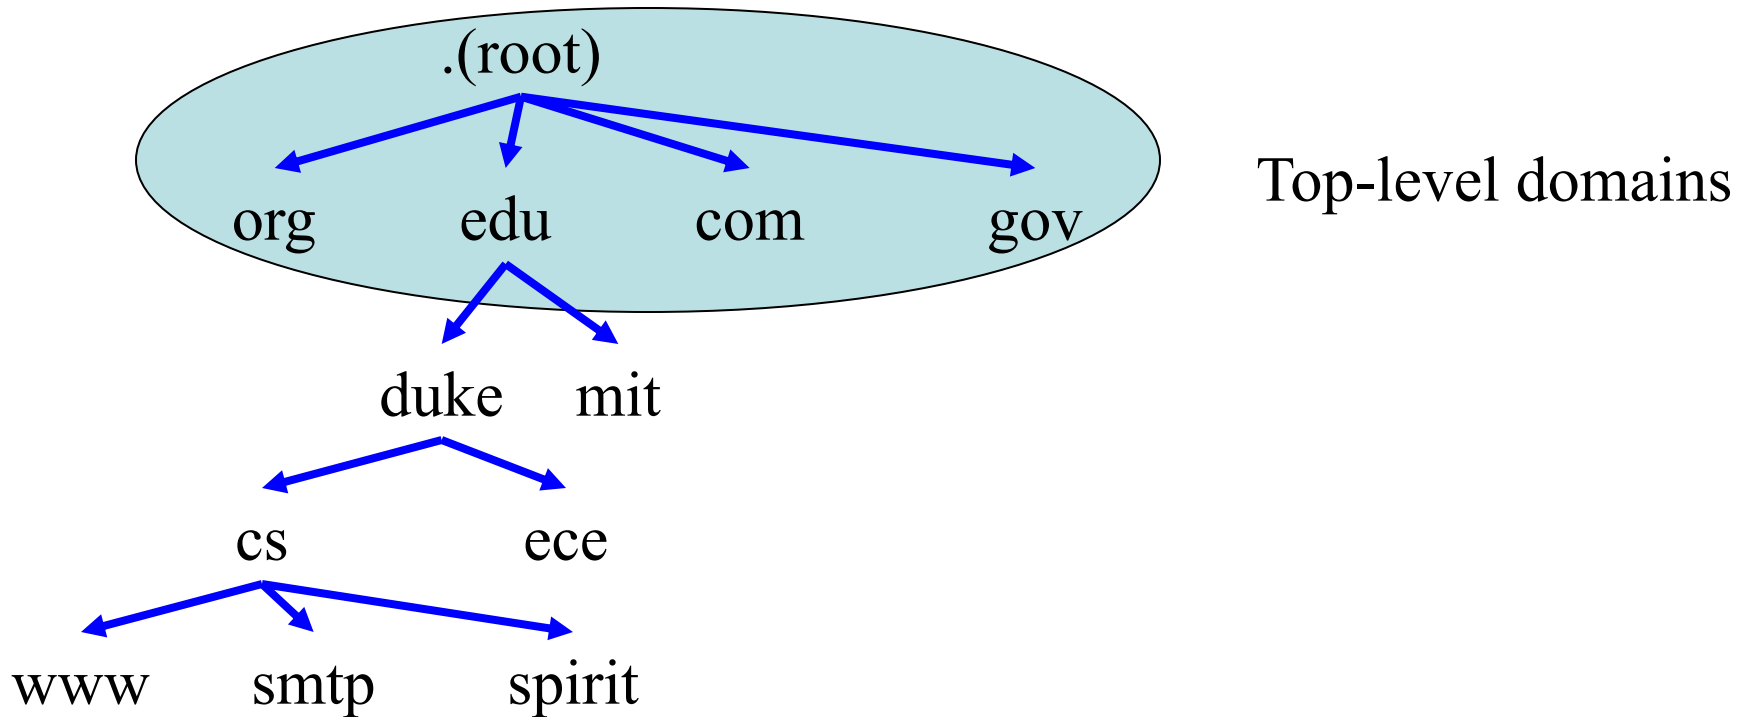 .(root)
Top-level domains
org edu com gov
duke mit
cs ece
www smtp spirit